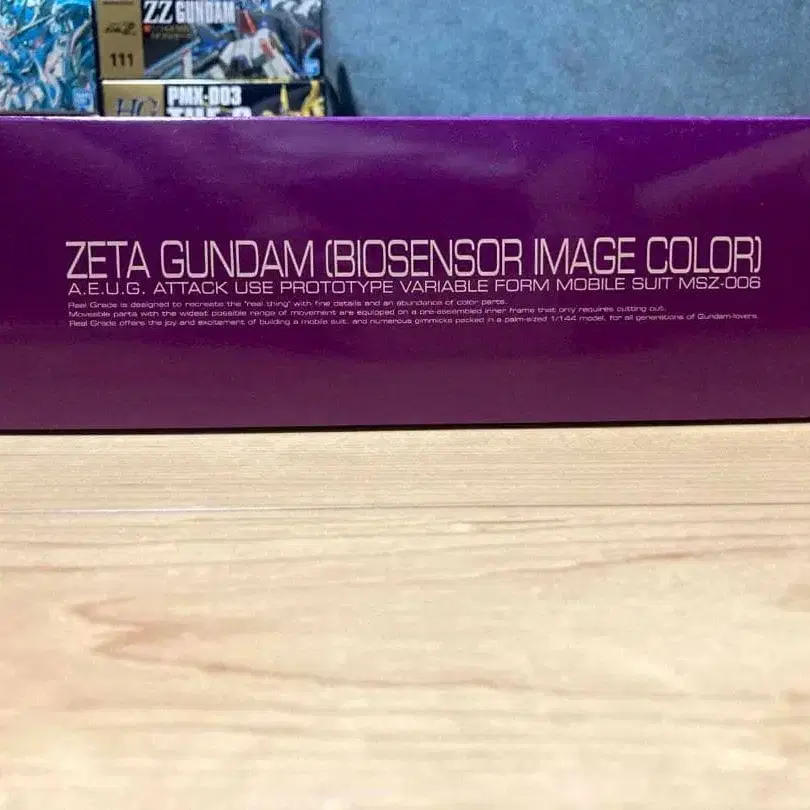 ZZ GUNDAM
111
HG
PMX-003
ZETA GUNDAM (BIOSENSOR IMAGE COLOR)
A.E.U.G. ATTACK USE PROTOTYPE VARIABLE FORM MOBILE SUIT MSZ-006
Real Grade is designed to recreate the "real thing" with fine details and an abundance of color parts.
Moveable parts with the widest possible range of movement are equipped on a pre-assembled inner frame that only requires cutting out.
Real Grade offers the joy and excitement of building a mobile suit, and numerous gimmicks packed in a palm-sized 1/144 model, for all generations of Gundam-lovers.